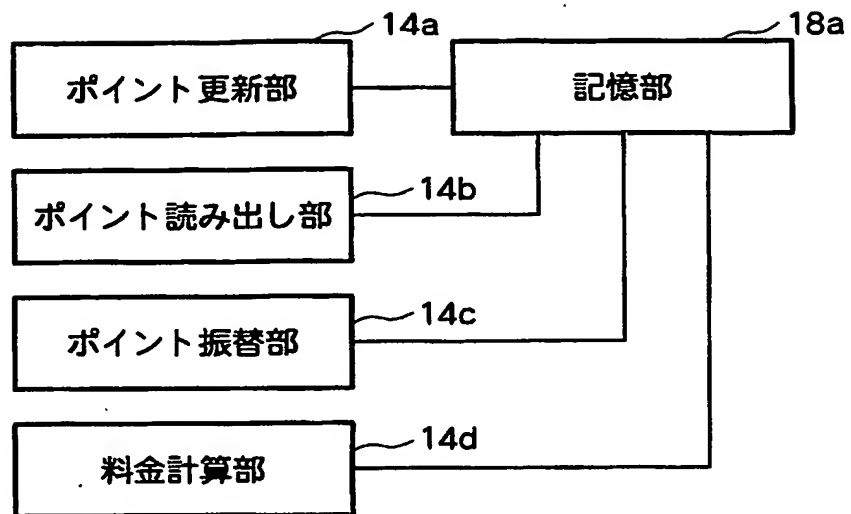 14a
18a
ポイント更新部
記憶部
14b
ポイント読み出し部
14c
ポイント振替部
14d
料金計算部